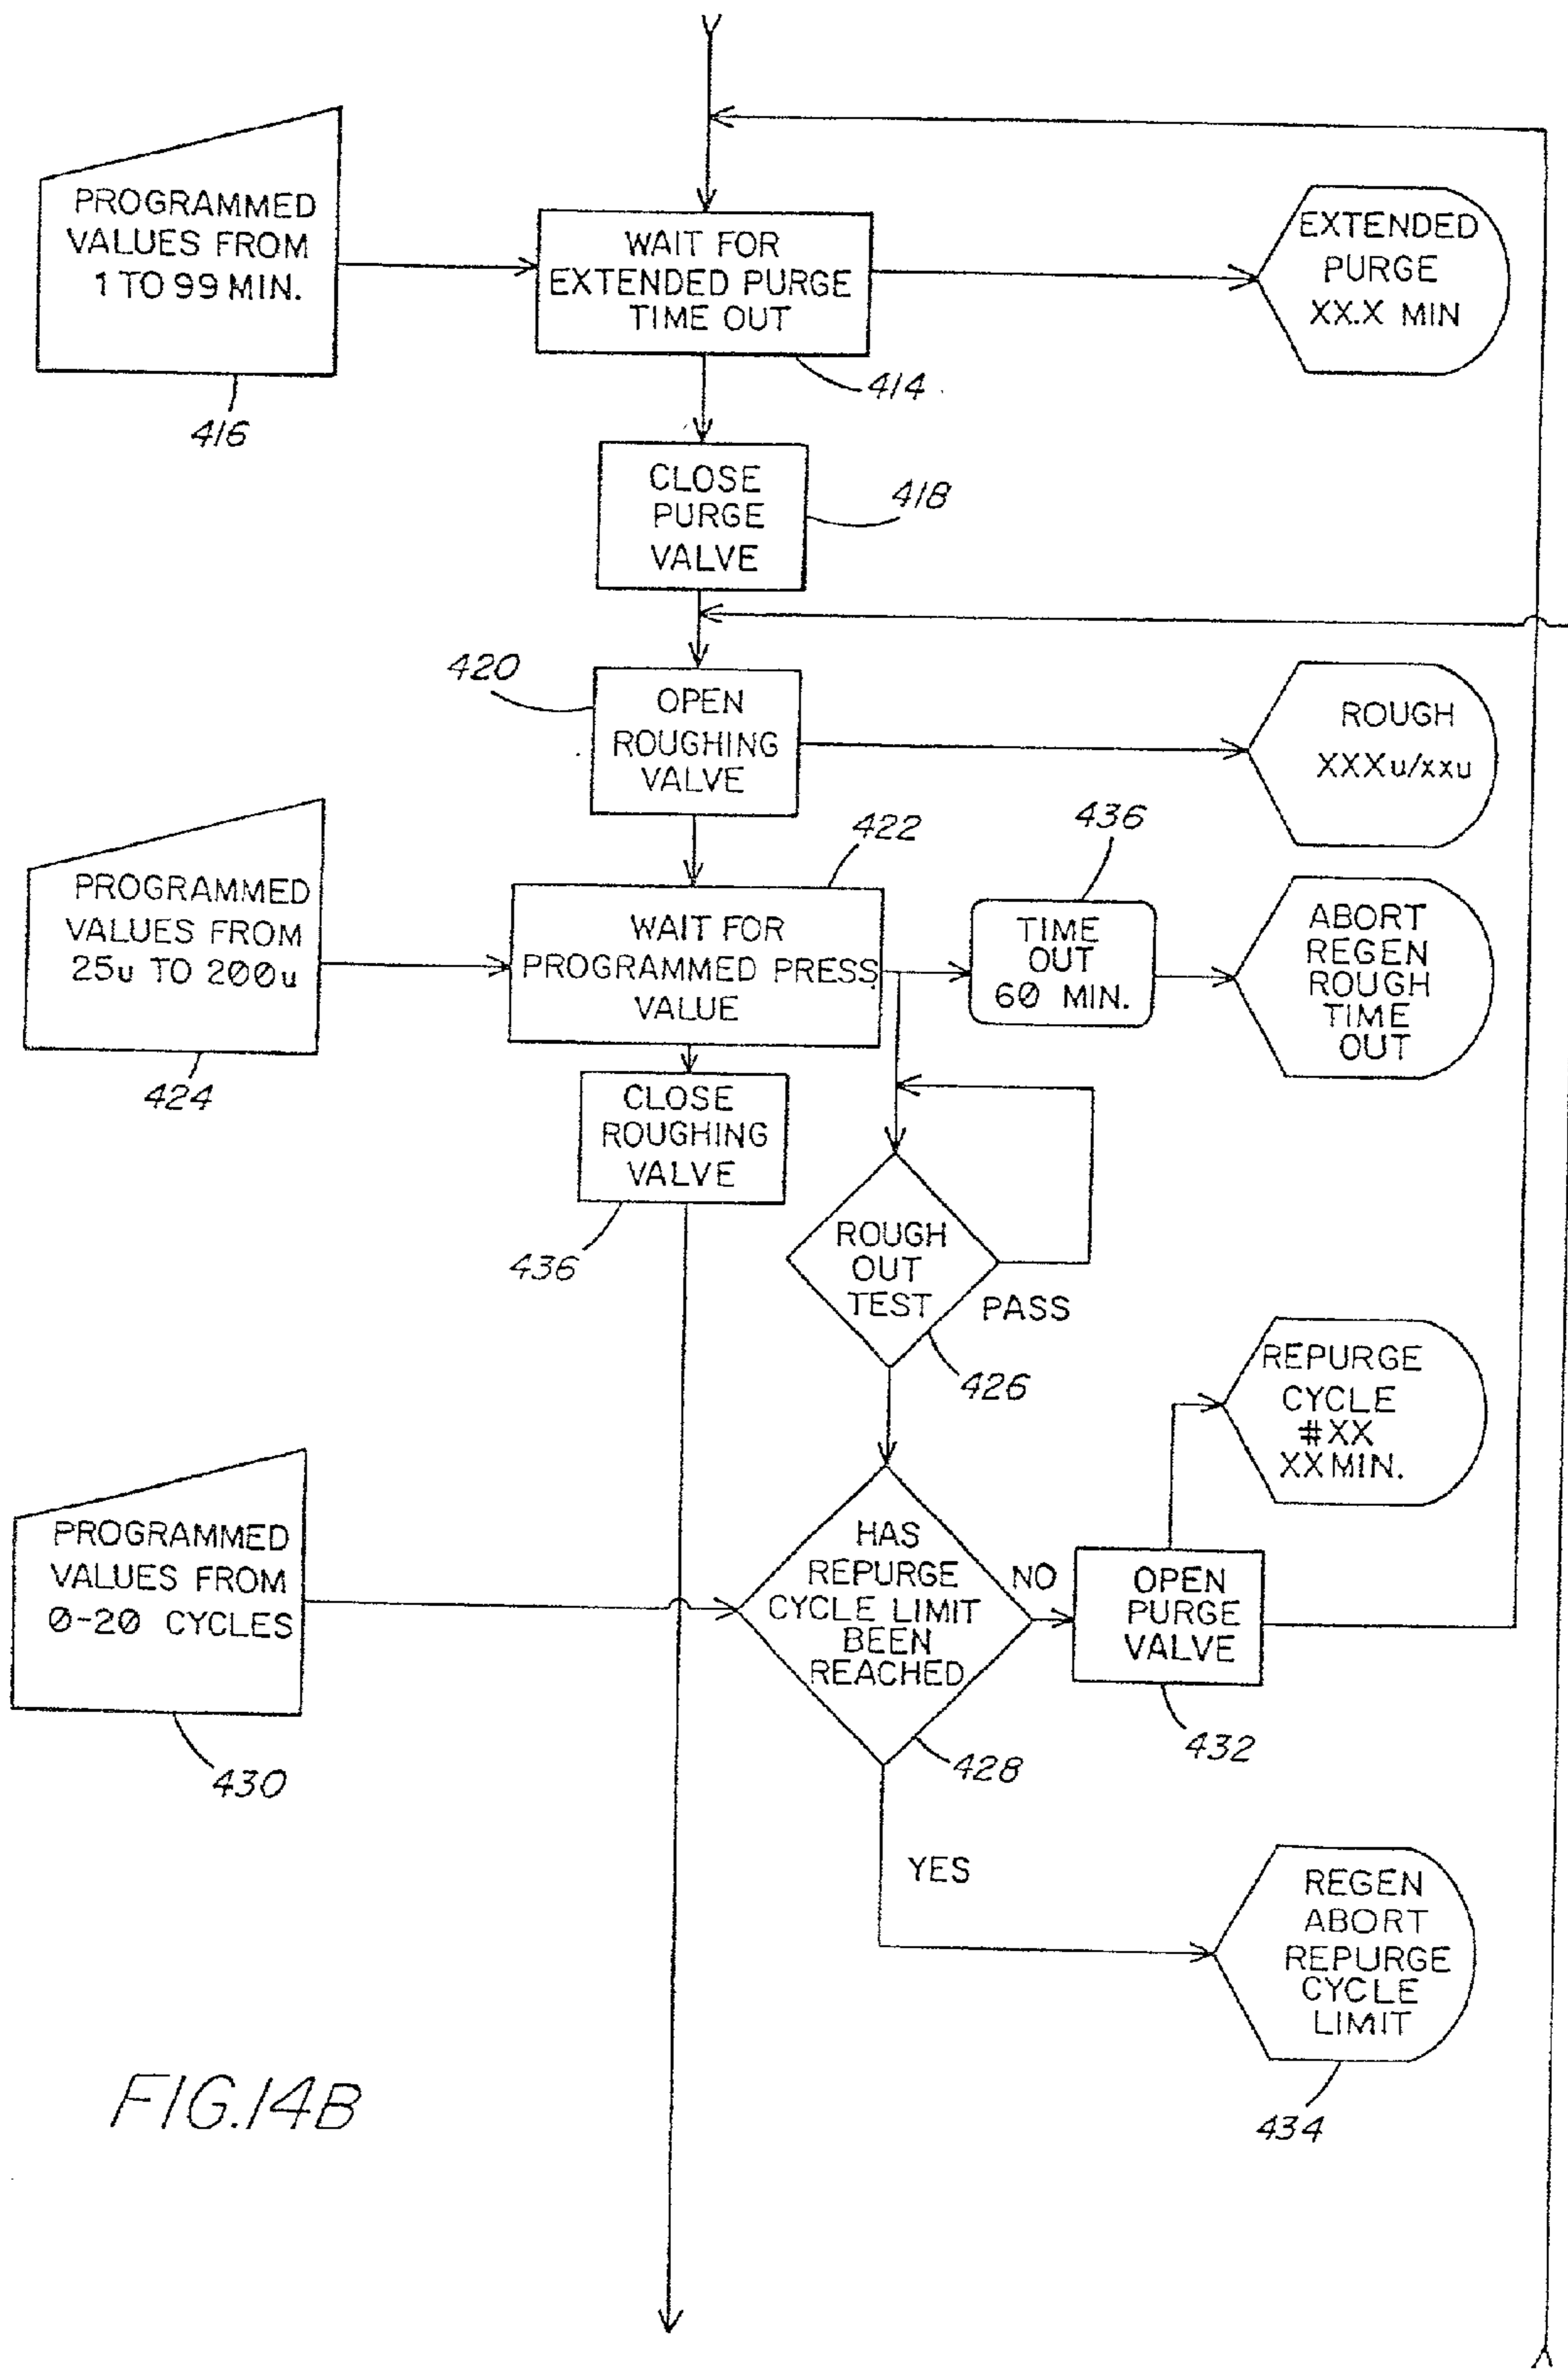 PROGRAMMED
VALUES FROM
1 TO 99 MIN.
416
WAIT FOR
EXTENDED PURGE
TIME OUT
414
EXTENDED
PURGE
XX.X MIN
CLOSE
PURGE
VALVE
418
420
OPEN
ROUGHING
VALVE
ROUGH
XXXu/xxu
PROGRAMMED
VALUES FROM
25u TO 200u
424
422
WAIT FOR
PROGRAMMED PRESS
VALUE
436
TIME
OUT
60 MIN.
ABORT
REGEN
ROUGH
TIME
OUT
CLOSE
ROUGHING
VALVE
436
ROUGH
OUT
TEST
PASS
426
REPURGE
CYCLE
#XX
XXMIN.
PROGRAMMED
VALUES FROM
0-20 CYCLES
430
HAS
REPURGE
CYCLE LIMIT
BEEN
REACHED
428
NO
OPEN
PURGE
VALVE
432
YES
REGEN
ABORT
REPURGE
CYCLE
LIMIT
434
FIG.14B